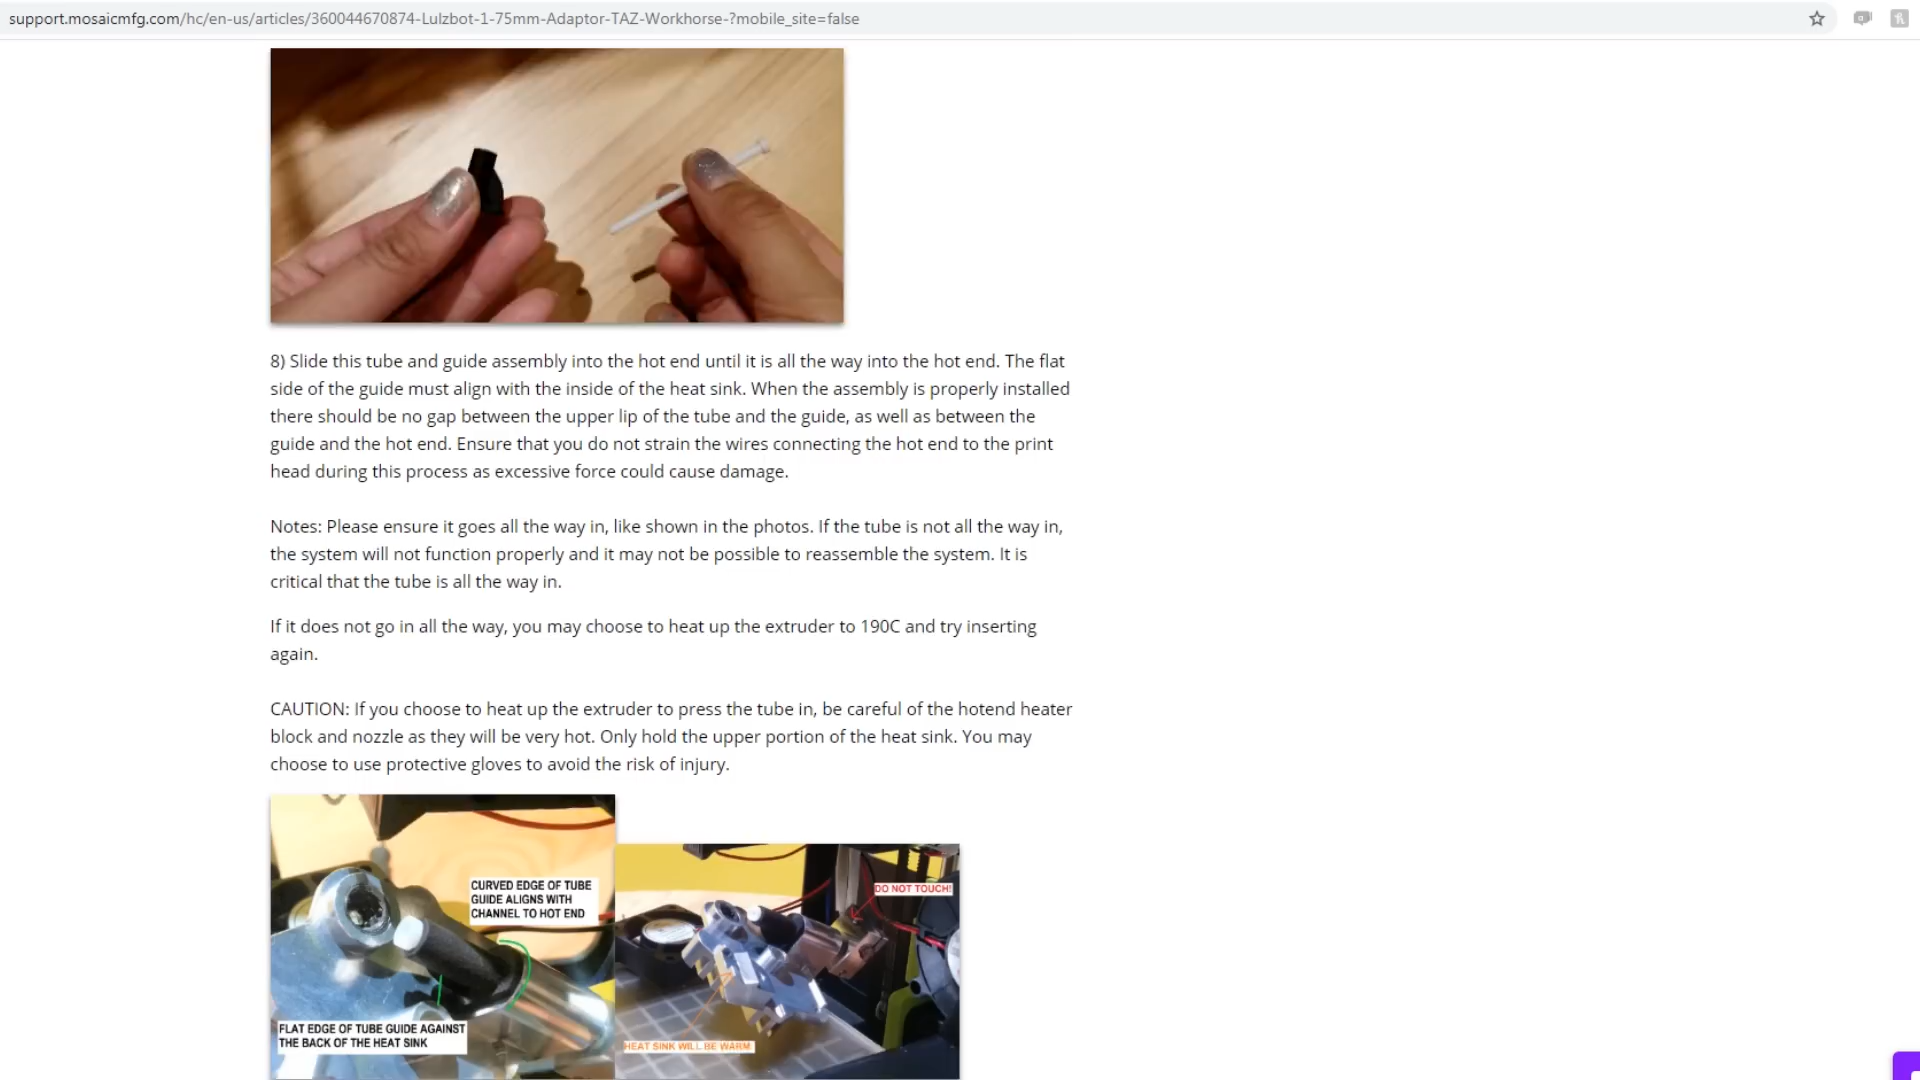 support.mosaicmfg.com/hc/en-us/articles/360044670874-Lulzbot-1-75mm-Adaptor-TAZ-Workhorse-?mobile_site=false
8) Slide this tube and guide assembly into the hot end until it is all the way into the hot end. The flat
side of the guide must align with the inside of the heat sink. When the assembly is properly installed
there should be no gap between the upper lip of the tube and the guide, as well as between the
guide and the hot end. Ensure that you do not strain the wires connecting the hot end to the print
head during this process as excessive force could cause damage.
Notes: Please ensure it goes all the way in, like shown in the photos. If the tube is not all the way in,
the system will not function properly and it may not be possible to reassemble the system. It is
critical that the tube is all the way in.
If it does not go in all the way, you may choose to heat up the extruder to 190C and try inserting
again.
CAUTION: If you choose to heat up the extruder to press the tube in, be careful of the hotend heater
block and nozzle as they will be very hot. Only hold the upper portion of the heat sink. You may
choose to use protective gloves to avoid the risk of injury.
CURVED EDGE OF TUBE
GUIDE ALIGNS WITH
CHANNEL TO HOT END
FLAT EDGE OF TUBE GUIDE AGAINST
THE BACK OF THE HEAT SINK
DO NOT TOUCH!
HEAT SINK WILL BE WARM